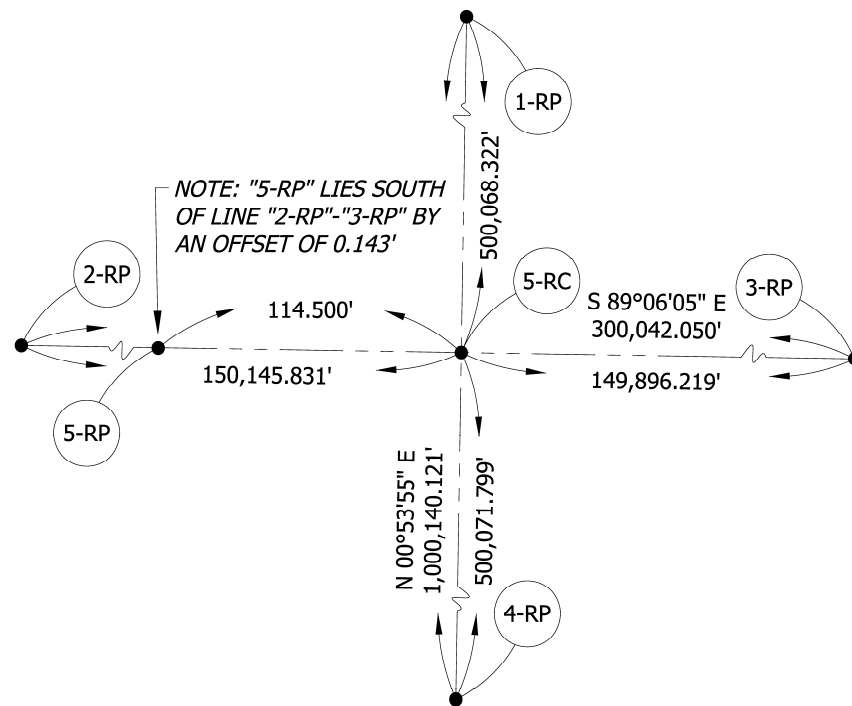 1-RP
500,068.322'
NOTE: "5-RP" LIES SOUTH
OF LINE "2-RP"-"3-RP" BY
AN OFFSET OF 0.143'
2-RP
5-RC
3-RP
114.500'
S 89°06'05" E
300,042.050'
150,145.831'
149,896.219'
5-RP
N 00°53'55" E
1,000,140.121'
500,071.799'
4-RP